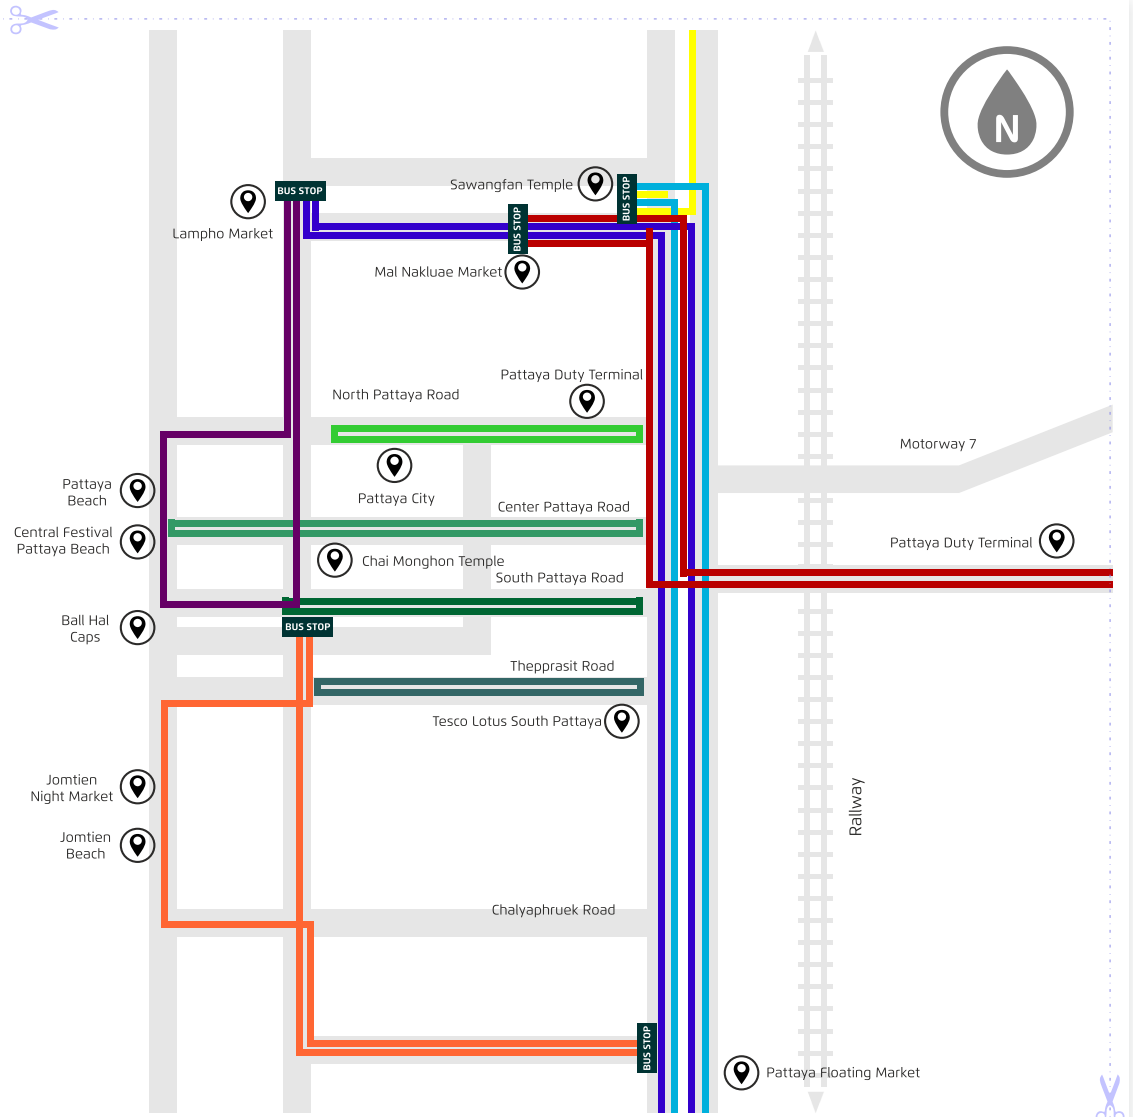 N
Sawangfan Temple
BUS STOP
BUS STOP
Lampho Market
BUS STOP
Mal Nakluae Market
Pattaya Duty Terminal
North Pattaya Road
Motorway 7
Pattaya
Beach
Pattaya City
Center Pattaya Road
Central Festival
Pattaya Beach
Pattaya Duty Terminal
Chai Monghon Temple
South Pattaya Road
Ball Hal
Caps
BUS STOP
Thepprasit Road
Tesco Lotus South Pattaya
Jomtien
Night Market
Rallway
Jomtien
Beach
Chalyaphruek Road
BUS STOP
Pattaya Floating Market